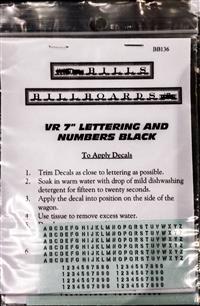 BB136
BILLS
BILLBOARDS
VR 7" LETTERING AND
NUMBERS BLACK
To Apply Decals
1. Trim Decals as close to lettering as possible.
2. Soak in warm water with drop of mild dishwashing
detergent for fifteen to twenty seconds.
3. Apply the decal into position on the side of the
wagon.
4. Use tissue to remove excess water.
5.
6.
ABCDEFGHIJKLMNOPQRSTUVWXYZ
ABCDEFGHIJKLMNOPQRSTUVWXYZ
ABCDEFGHIJKLMNOPQRSTUVWXYZ
ABCDEFGHIJKLMNOPQRSTUVWXYZ
1234567890 1234567890
1234567890 1234567890
1234567890 1234567890